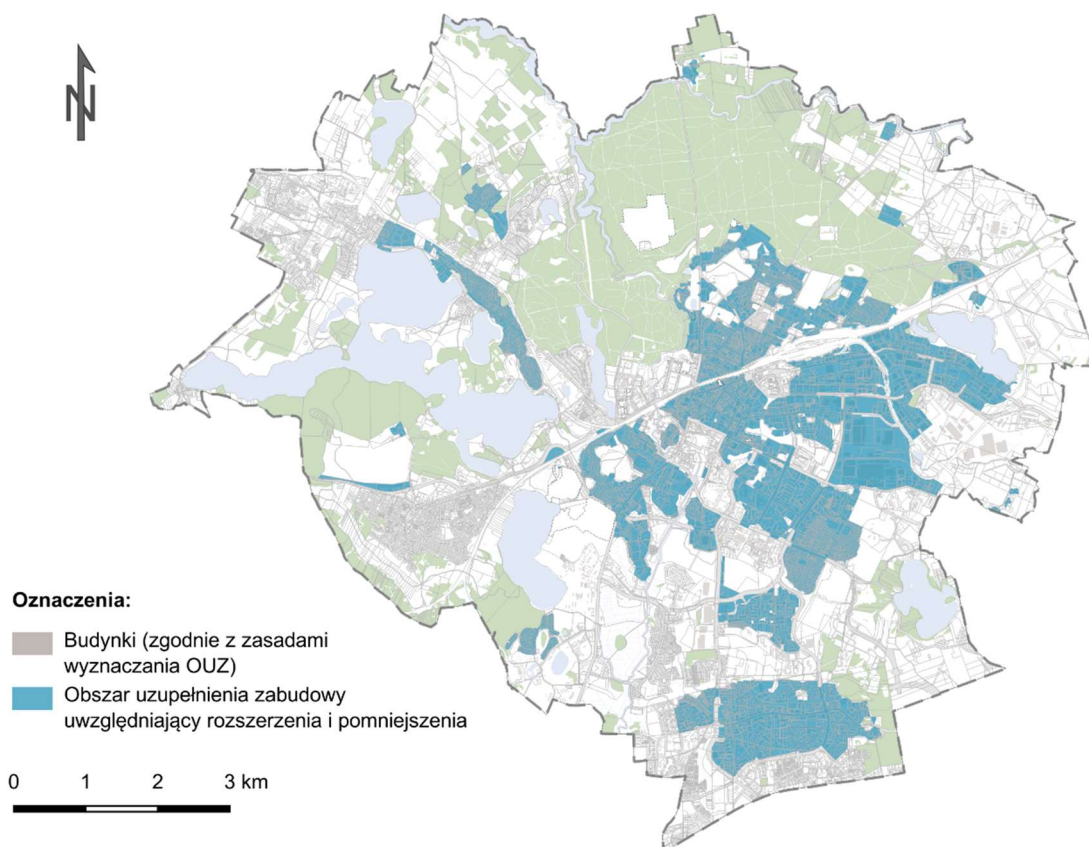 N
Oznaczenia:
Budynki (zgodnie z zasadami
wyznaczania OUZ)
Obszar uzupełnienia zabudowy
uwzględniający rozszerzenia i pomniejszenia
0 1 2 3 km